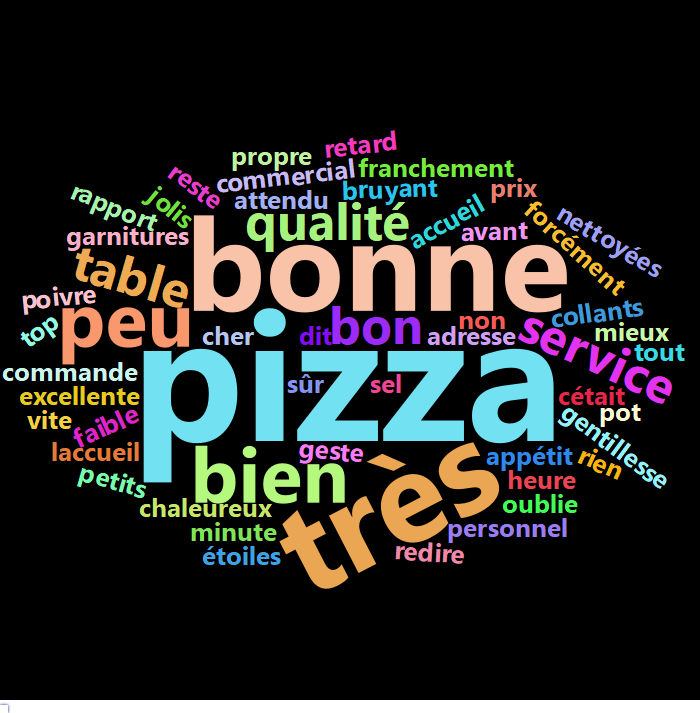 retard
propre
franchement
commercial
reste
bruyant
prix
attendu
rapport
jolis
accueil
nettoyées
qualité
forcément
avant
garnitures
bonne
table
poivre
collants
peu
top
cher
dit
bon
adresse
non
service
mieux
tout
pizza
commande
sûr
sel
excellente
cétait
vite
pot
faible
gentillesse
laccueil
geste
appétit
rien
bien
très
petits
heure
oublie
chaleureux
minute
personnel
étoiles
redire